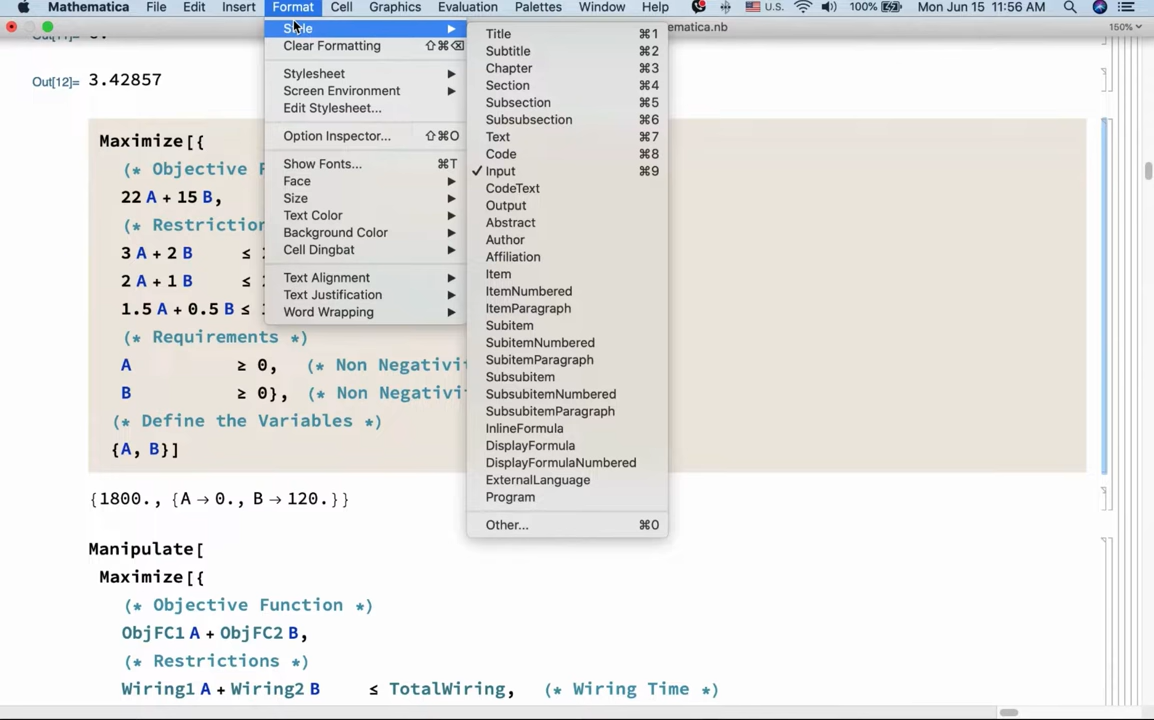 Mathematica File Edit Insert Format Cell Graphics Evaluation Palettes Window Help U.S. 100% Mon Jun 15 11:56 AM
ematica.nb 150%
Style
Clear Formatting ⇧⌘⌫
Stylesheet
Screen Environment
Edit Stylesheet...
Option Inspector... ⇧⌘O
Show Fonts... ⌘T
Face
Size
Text Color
Background Color
Cell Dingbat
Text Alignment
Text Justification
Word Wrapping
Title ⌘1
Subtitle ⌘2
Chapter ⌘3
Section ⌘4
Subsection ⌘5
Subsubsection ⌘6
Text ⌘7
Code ⌘8
✓ Input ⌘9
CodeText
Output
Abstract
Author
Affiliation
Item
ItemNumbered
ItemParagraph
Subitem
SubitemNumbered
SubitemParagraph
Subsubitem
SubsubitemNumbered
SubsubitemParagraph
InlineFormula
DisplayFormula
DisplayFormulaNumbered
ExternalLanguage
Program
Other... ⌘0
Out[12]= 3.42857
Maximize[{
(* Objective F
22 A + 15 B,
(* Restriction
3 A + 2 B ≤
2 A + 1 B ≤
1.5 A + 0.5 B ≤
(* Requirements *)
A ≥ 0, (* Non Negativi
B ≥ 0}, (* Non Negativi
(* Define the Variables *)
{A, B}]
{1800., {A → 0., B → 120.}}
Manipulate[
Maximize[{
(* Objective Function *)
ObjFC1 A + ObjFC2 B,
(* Restrictions *)
Wiring1 A + Wiring2 B ≤ TotalWiring, (* Wiring Time *)